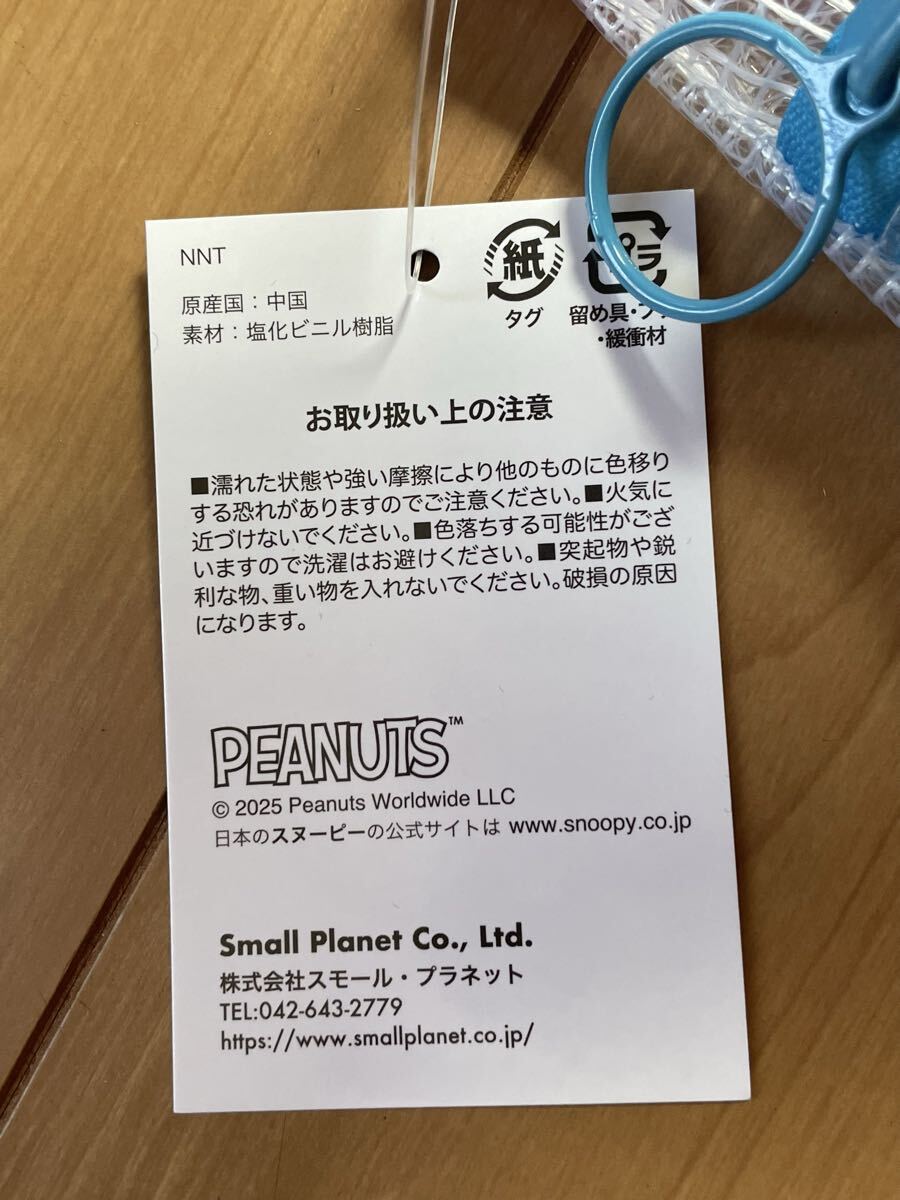 NNT
原産国：中国
素材：塩化ビニル樹脂
紙
タグ
プラ
留め具・
・緩衝材
お取り扱い上の注意
■濡れた状態や強い摩擦により他のものに色移り
する恐れがありますのでご注意ください。■火気に
近づけないでください。■色落ちする可能性がござ
いますので洗濯はお避けください。■突起物や鋭
利な物、重い物を入れないでください。破損の原因
になります。
PEANUTS™
© 2025 Peanuts Worldwide LLC
日本のスヌーピーの公式サイトは www.snoopy.co.jp
Small Planet Co., Ltd.
株式会社スモール・プラネット
TEL:042-643-2779
https://www.smallplanet.co.jp/